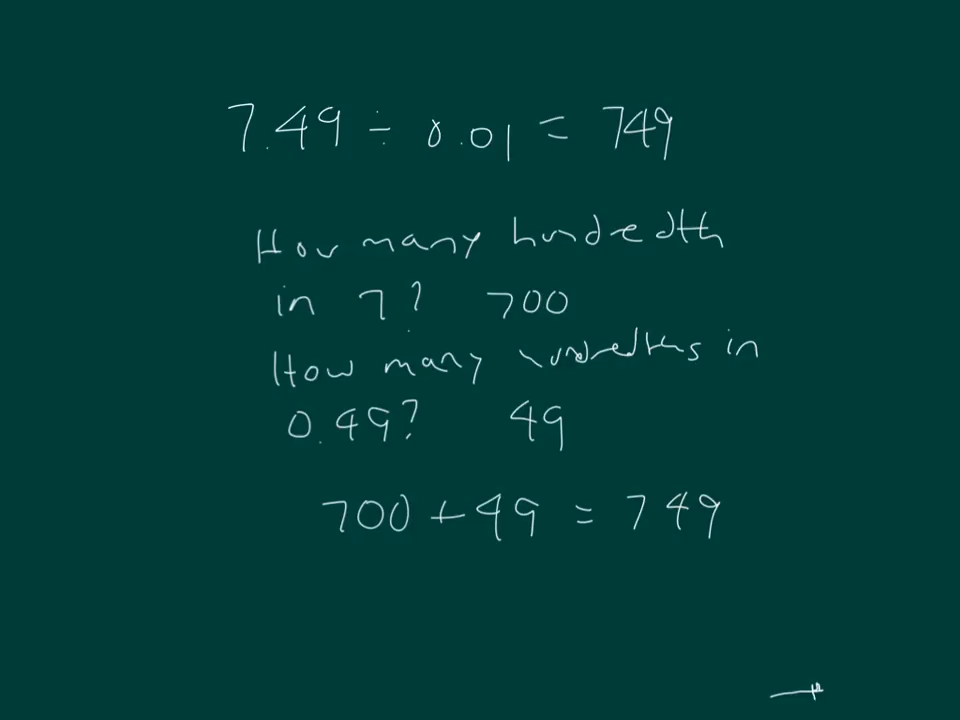 7.49 ÷ 0.01 = 749
How many hundredth
in 7? 700
How many hundredths in
0.49? 49
700 + 49 = 749